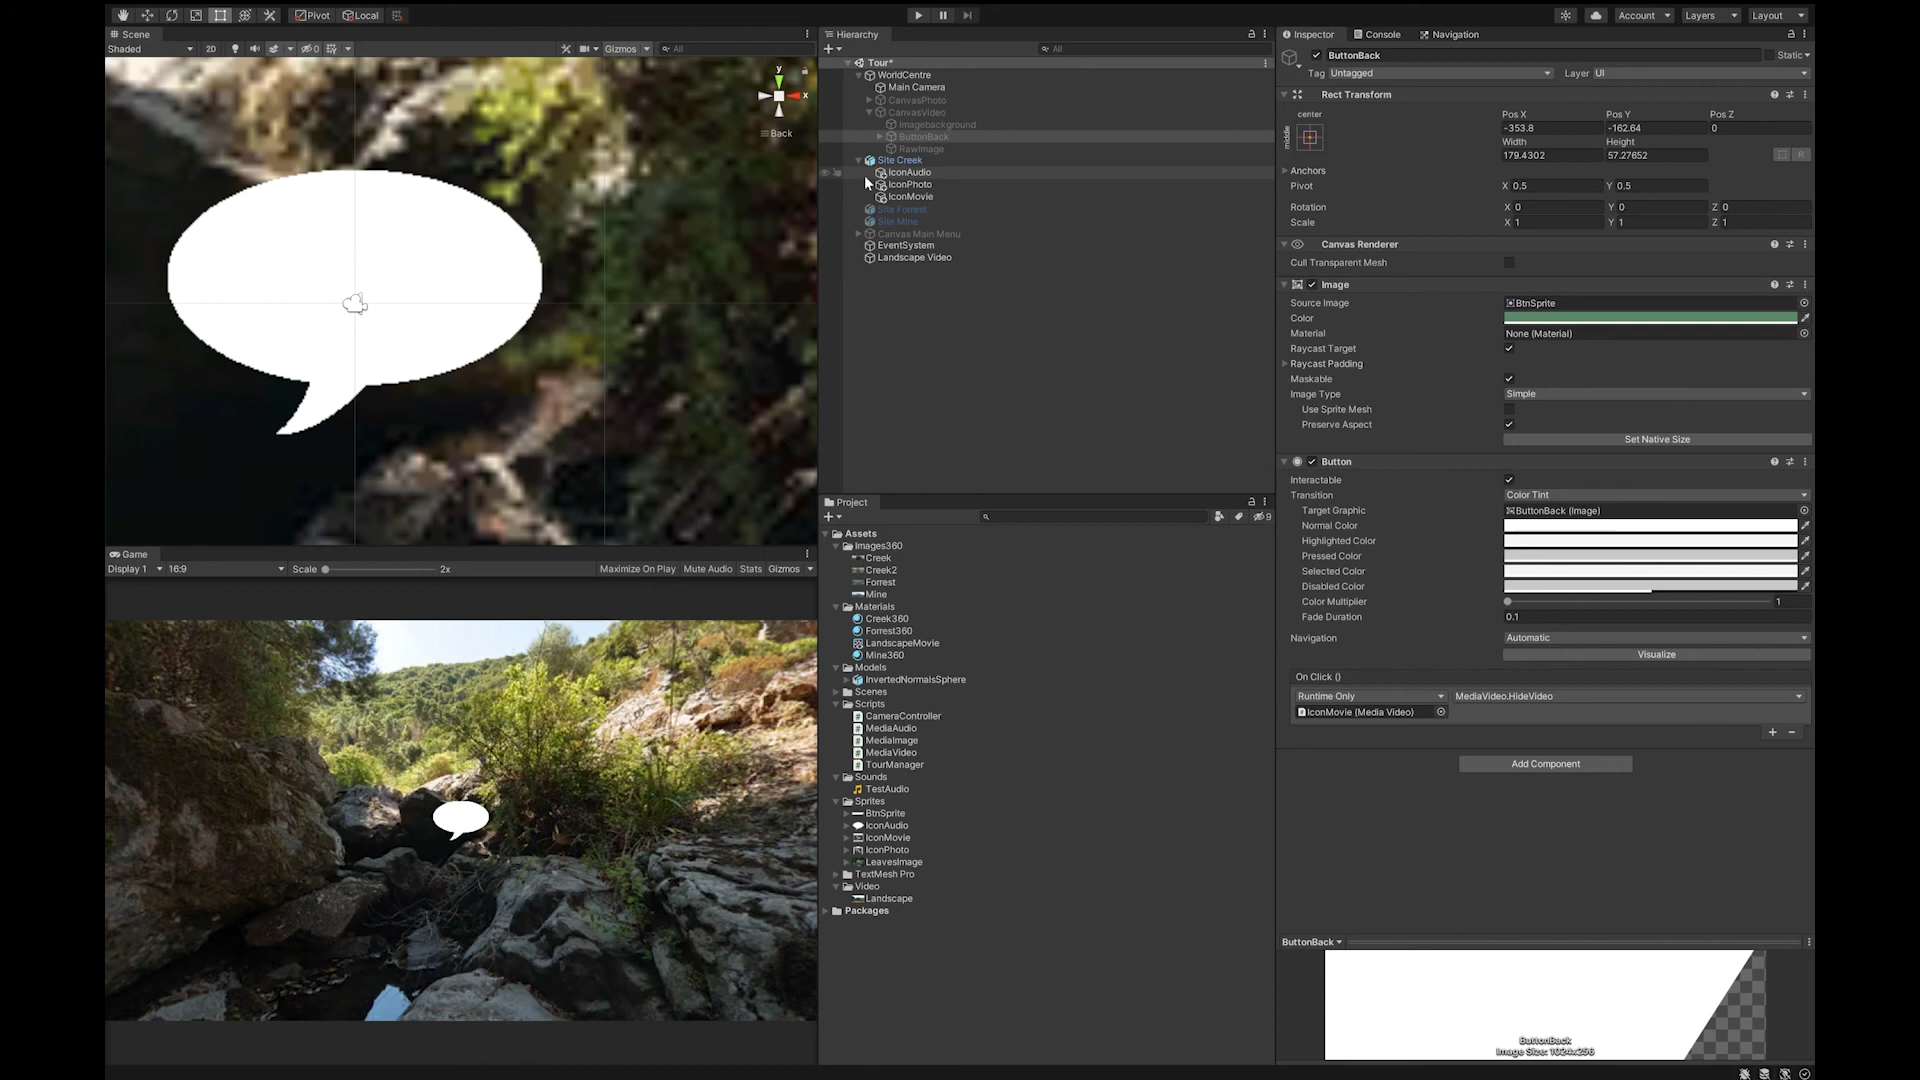 Pivot Local Account Layers Layout
Scene
Shaded 2D 0 Gizmos All
y
x
Back
Game
Display 1 16:9 Scale 2x Maximize On Play Mute Audio Stats Gizmos
Hierarchy
All
Tour*
WorldCentre
Main Camera
CanvasPhoto
CanvasVideo
Imagebackground
ButtonBack
RawImage
Site Creek
IconAudio
IconPhoto
IconMovie
Site Forrest
Site Mine
Canvas Main Menu
EventSystem
Landscape Video
Project
9
Assets
Images360
Creek
Creek2
Forrest
Mine
Materials
Creek360
Forrest360
LandscapeMovie
Mine360
Models
InvertedNormalsSphere
Scenes
Scripts
CameraController
MediaAudio
MediaImage
MediaVideo
TourManager
Sounds
TestAudio
Sprites
BtnSprite
IconAudio
IconMovie
IconPhoto
LeavesImage
TextMesh Pro
Video
Landscape
Packages
Inspector Console Navigation
ButtonBack Static
Tag Untagged Layer UI
Rect Transform
center
middle
Pos X Pos Y Pos Z
-353.8 -162.64 0
Width Height
179.4302 57.27652
R
Anchors
Pivot X 0.5 Y 0.5
Rotation X 0 Y 0 Z 0
Scale X 1 Y 1 Z 1
Canvas Renderer
Cull Transparent Mesh
Image
Source Image BtnSprite
Color
Material None (Material)
Raycast Target
Raycast Padding
Maskable
Image Type Simple
Use Sprite Mesh
Preserve Aspect
Set Native Size
Button
Interactable
Transition Color Tint
Target Graphic ButtonBack (Image)
Normal Color
Highlighted Color
Pressed Color
Selected Color
Disabled Color
Color Multiplier 1
Fade Duration 0.1
Navigation Automatic
Visualize
On Click ()
Runtime Only MediaVideo.HideVideo
IconMovie (Media Video)
Add Component
ButtonBack
ButtonBack
Image Size: 1024x256